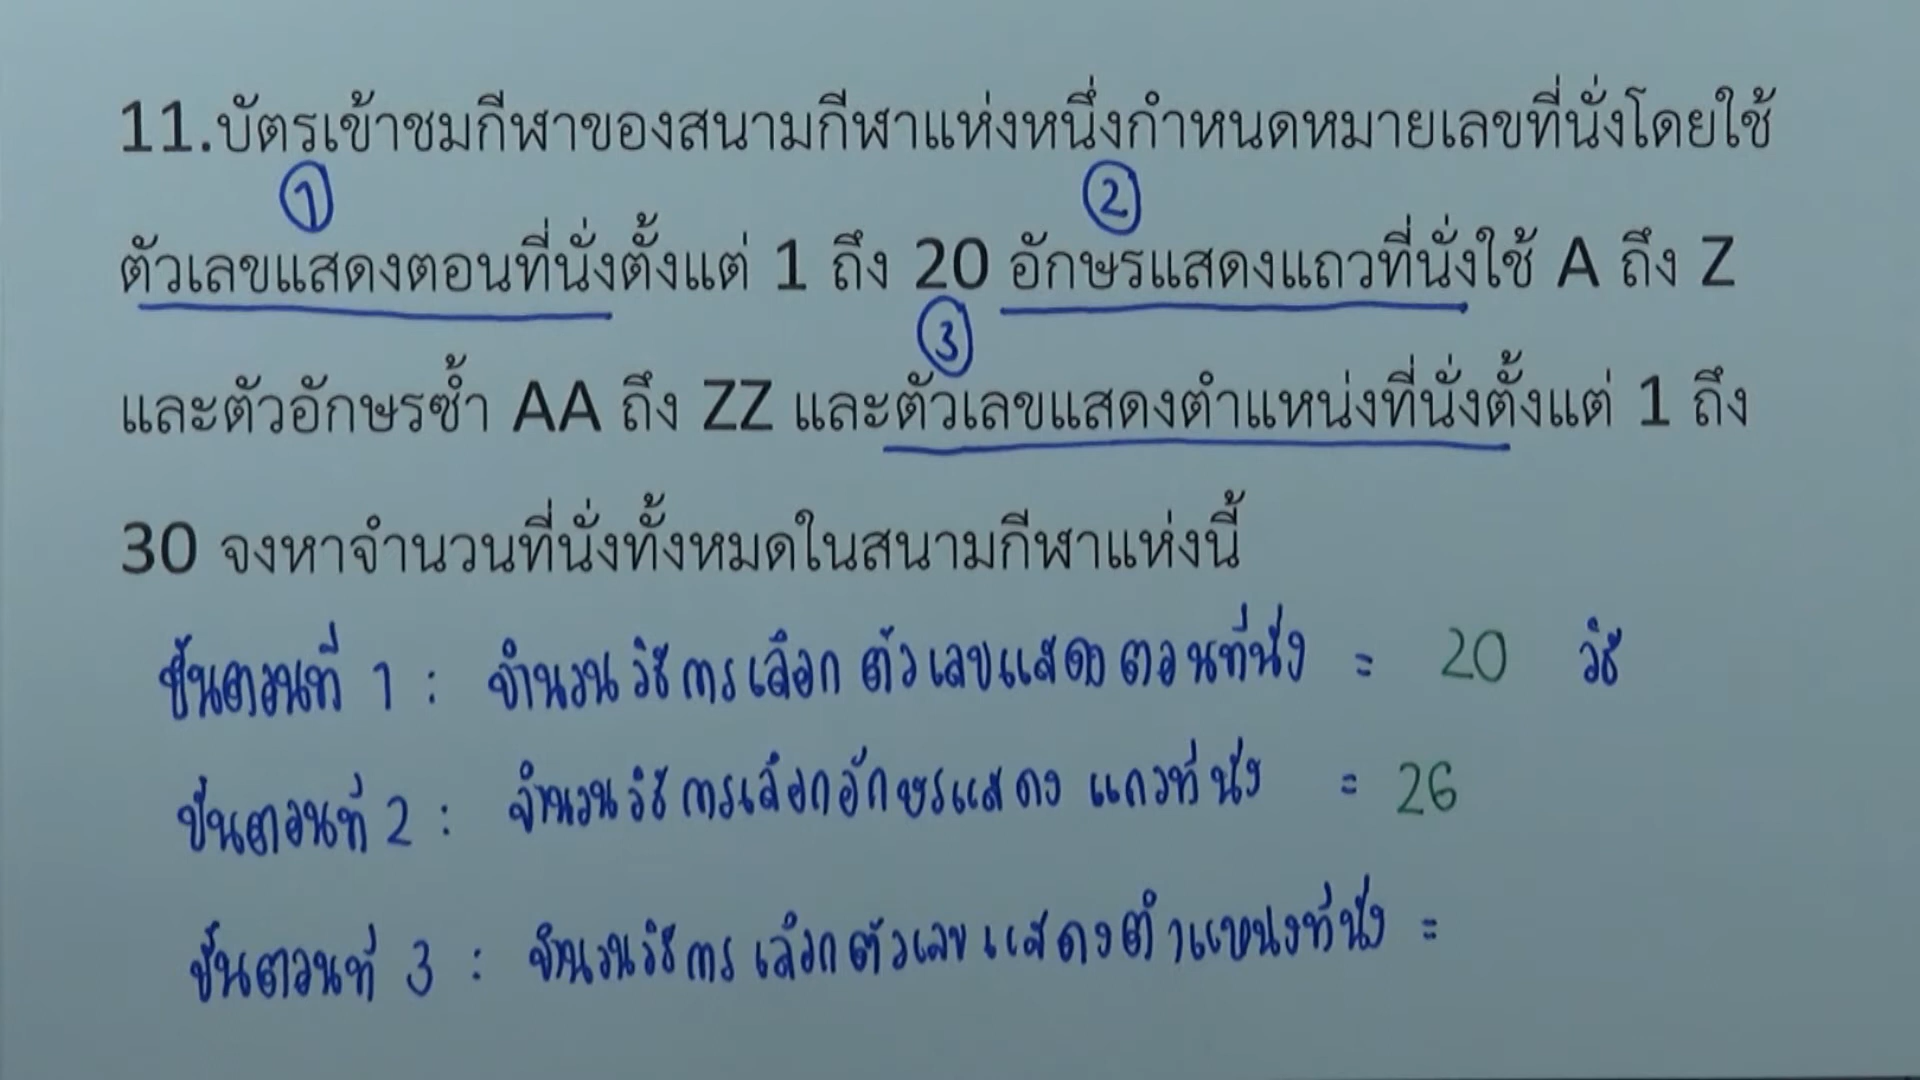 11.บัตรเข้าชมกีฬาของสนามกีฬาแห่งหนึ่งกำหนดหมายเลขที่นั่งโดยใช้
① ②
ตัวเลขแสดงตอนที่นั่งตั้งแต่ 1 ถึง 20 อักษรแสดงแถวที่นั่งใช้ A ถึง Z
③
และตัวอักษรซ้ำ AA ถึง ZZ และตัวเลขแสดงตำแหน่งที่นั่งตั้งแต่ 1 ถึง
30 จงหาจำนวนที่นั่งทั้งหมดในสนามกีฬาแห่งนี้
ขั้นตอนที่ 1 : จำนวนวิธีการเลือกตัวเลขแสดงตอนที่นั่ง = 20 วิธี
ขั้นตอนที่ 2 : จำนวนวิธีการเลือกอักษรแสดงแถวที่นั่ง = 26
ขั้นตอนที่ 3 : จำนวนวิธีการเลือกตัวเลขแสดงตำแหน่งที่นั่ง =